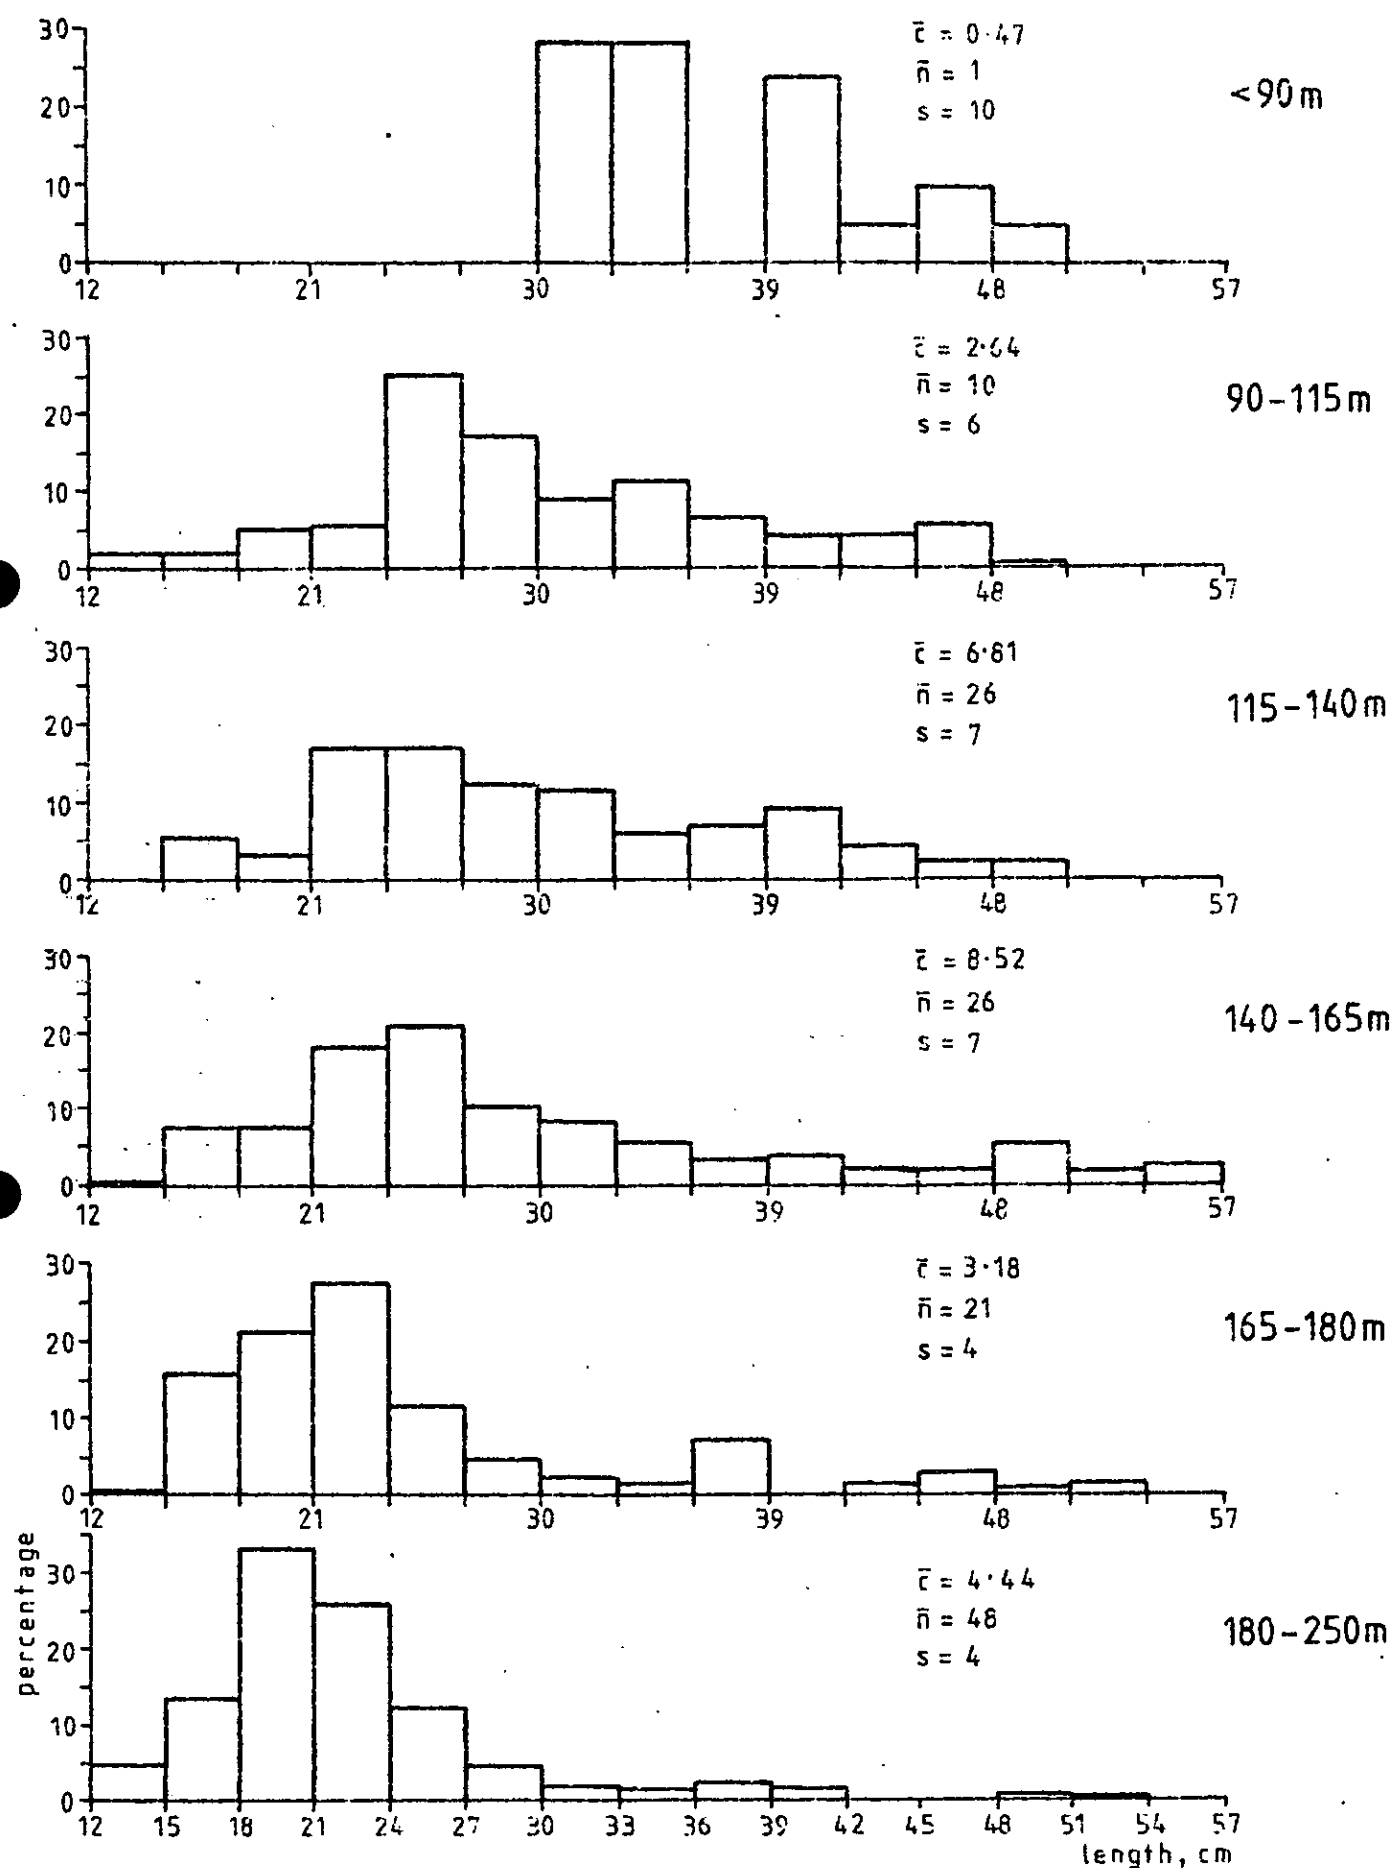 30
c̄ = 0·47
n̄ = 1
s = 10
<90m
20
10
0
12 21 30 39 48 57
30
n̄ = 10
s = 6
90-115m
20
10
0
12 21 30 39 48 57
30
c̄ = 6·81
n̄ = 26
s = 7
115-140m
20
10
0
12 21 30 39 48 57
30
c̄ = 8·52
n̄ = 26
s = 7
140-165m
20
10
0
12 21 30 39 48 57
30
c̄ = 3·18
n̄ = 21
s = 4
165-180m
20
10
0
12 21 30 39 48 57
percentage
30
c̄ = 4·44
n̄ = 48
s = 4
180-250m
20
10
0
12 15 18 21 24 27 30 33 36 39 42 45 48 51 54 57
length, cm